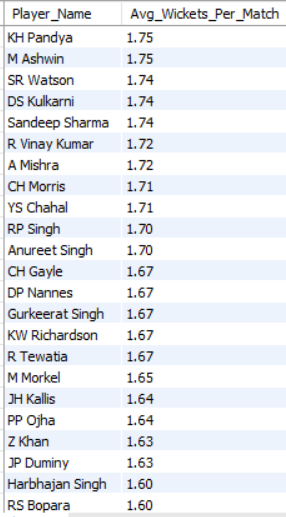 Player_Name Avg_Wickets_Per_Match
KH Pandya 1.75
M Ashwin 1.75
SR Watson 1.74
DS Kulkarni 1.74
Sandeep Sharma 1.74
R Vinay Kumar 1.72
A Mishra 1.72
CH Morris 1.71
YS Chahal 1.71
RP Singh 1.70
Anureet Singh 1.70
CH Gayle 1.67
DP Nannes 1.67
Gurkeerat Singh 1.67
KW Richardson 1.67
R Tewatia 1.67
M Morkel 1.65
JH Kallis 1.64
PP Ojha 1.64
Z Khan 1.63
JP Duminy 1.63
Harbhajan Singh 1.60
RS Bopara 1.60